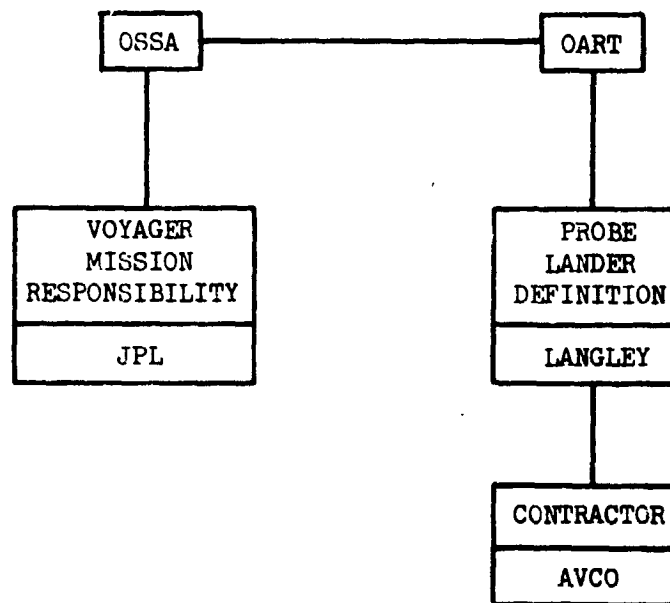 OSSA
OART
VOYAGER
MISSION
RESPONSIBILITY
JPL
PROBE
LANDER
DEFINITION
LANGLEY
CONTRACTOR
AVCO